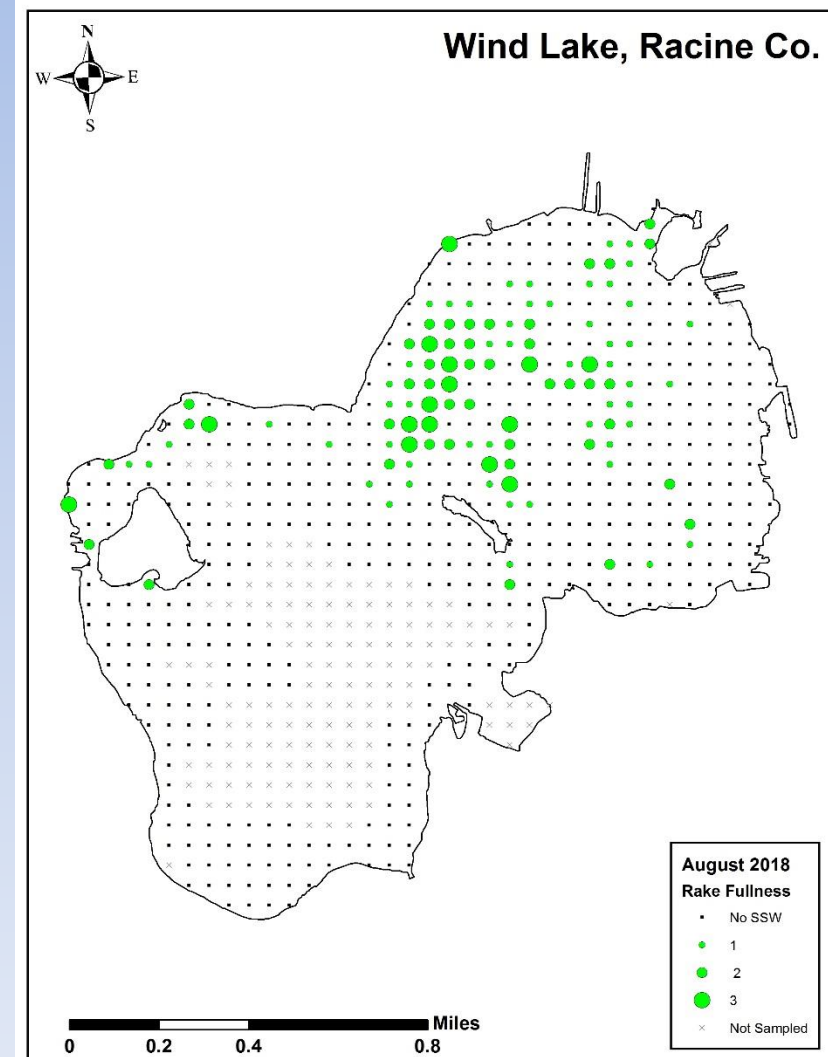 Wind Lake, Racine Co.
N
W E
S
August 2018
Rake Fullness
No SSW
1
2
3
Not Sampled
Miles
0 0.2 0.4 0.8